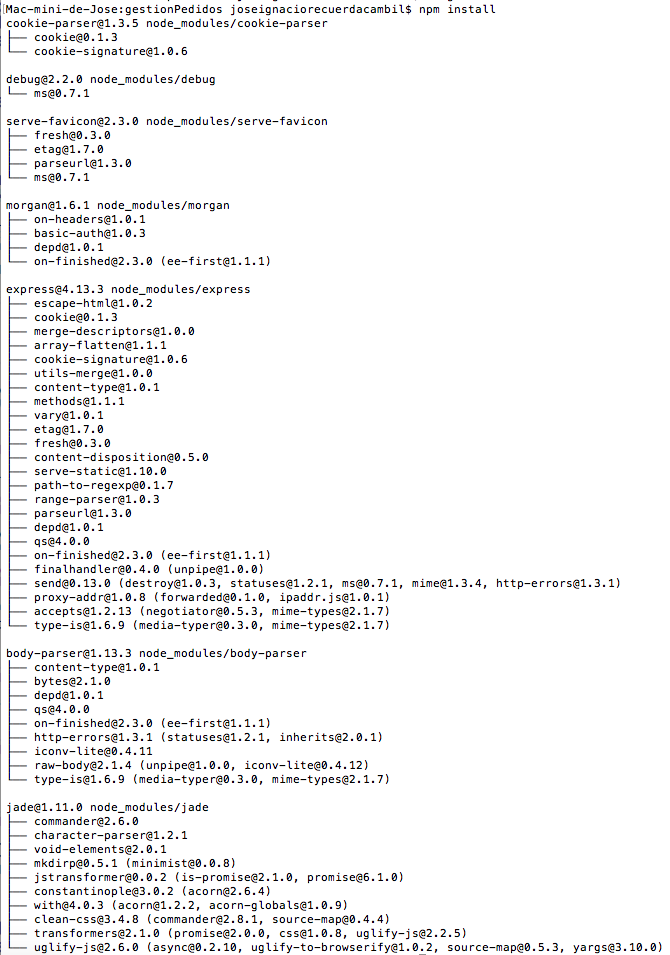 [Mac-mini-de-Jose:gestionPedidos joseignaciorecuerdacambil$ npm install
cookie-parser@1.3.5 node_modules/cookie-parser
├── cookie@0.1.3
└── cookie-signature@1.0.6
debug@2.2.0 node_modules/debug
└── ms@0.7.1
serve-favicon@2.3.0 node_modules/serve-favicon
├── fresh@0.3.0
├── etag@1.7.0
├── parseurl@1.3.0
└── ms@0.7.1
morgan@1.6.1 node_modules/morgan
├── on-headers@1.0.1
├── basic-auth@1.0.3
├── depd@1.0.1
└── on-finished@2.3.0 (ee-first@1.1.1)
express@4.13.3 node_modules/express
├── escape-html@1.0.2
├── cookie@0.1.3
├── merge-descriptors@1.0.0
├── array-flatten@1.1.1
├── cookie-signature@1.0.6
├── utils-merge@1.0.0
├── content-type@1.0.1
├── methods@1.1.1
├── vary@1.0.1
├── etag@1.7.0
├── fresh@0.3.0
├── content-disposition@0.5.0
├── serve-static@1.10.0
├── path-to-regexp@0.1.7
├── range-parser@1.0.3
├── parseurl@1.3.0
├── depd@1.0.1
├── qs@4.0.0
├── on-finished@2.3.0 (ee-first@1.1.1)
├── finalhandler@0.4.0 (unpipe@1.0.0)
├── send@0.13.0 (destroy@1.0.3, statuses@1.2.1, ms@0.7.1, mime@1.3.4, http-errors@1.3.1)
├── proxy-addr@1.0.8 (forwarded@0.1.0, ipaddr.js@1.0.1)
├── accepts@1.2.13 (negotiator@0.5.3, mime-types@2.1.7)
└── type-is@1.6.9 (media-typer@0.3.0, mime-types@2.1.7)
body-parser@1.13.3 node_modules/body-parser
├── content-type@1.0.1
├── bytes@2.1.0
├── depd@1.0.1
├── qs@4.0.0
├── on-finished@2.3.0 (ee-first@1.1.1)
├── http-errors@1.3.1 (statuses@1.2.1, inherits@2.0.1)
├── iconv-lite@0.4.11
├── raw-body@2.1.4 (unpipe@1.0.0, iconv-lite@0.4.12)
└── type-is@1.6.9 (media-typer@0.3.0, mime-types@2.1.7)
jade@1.11.0 node_modules/jade
├── commander@2.6.0
├── character-parser@1.2.1
├── void-elements@2.0.1
├── mkdirp@0.5.1 (minimist@0.0.8)
├── jstransformer@0.0.2 (is-promise@2.1.0, promise@6.1.0)
├── constantinople@3.0.2 (acorn@2.6.4)
├── with@4.0.3 (acorn@1.2.2, acorn-globals@1.0.9)
├── clean-css@3.4.8 (commander@2.8.1, source-map@0.4.4)
├── transformers@2.1.0 (promise@2.0.0, css@1.0.8, uglify-js@2.2.5)
└── uglify-js@2.6.0 (async@0.2.10, uglify-to-browserify@1.0.2, source-map@0.5.3, yargs@3.10.0)